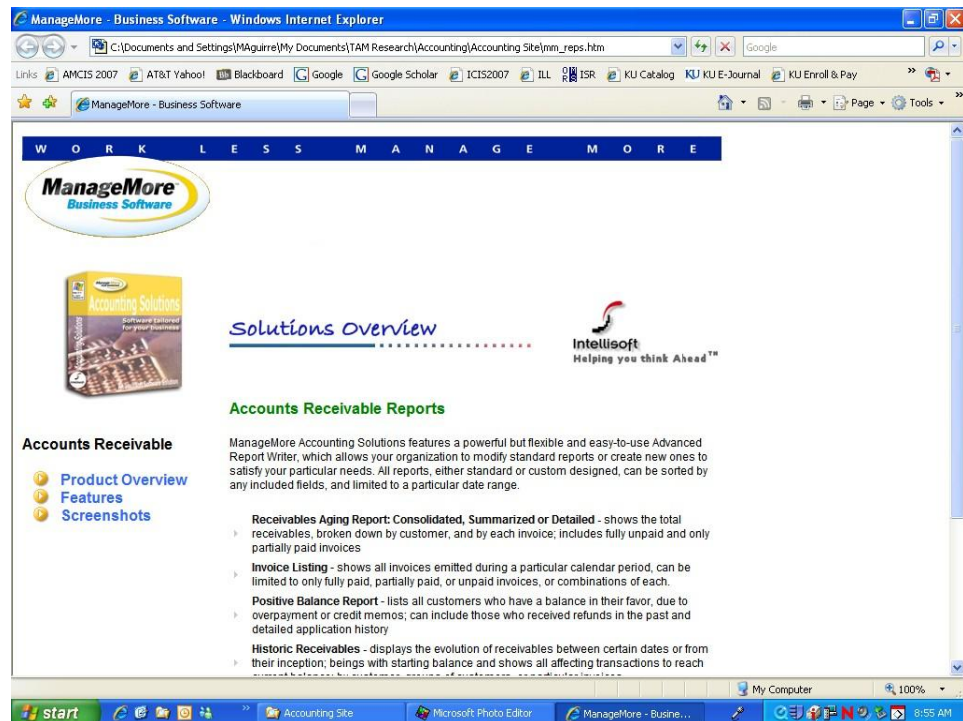 ManageMore - Business Software - Windows Internet Explorer
C:\Documents and Settings\MAguirre\My Documents\TAM Research\Accounting\Accounting Site\mm_reps.htm
Google
Links AMCIS 2007 AT&T Yahoo! Blackboard Google Google Scholar ICIS2007 ILL ISR KU Catalog KU KU E-Journal KU Enroll & Pay
ManageMore - Business Software
Page Tools
WORK LESS MANAGE MORE
ManageMore
Business Software
Accounting Solutions
Software tailored
for your business
Accounting Solutions
Solutions Overview
Intellisoft
Helping you think Ahead™
Accounts Receivable Reports
Accounts Receivable
Product Overview
Features
Screenshots
ManageMore Accounting Solutions features a powerful but flexible and easy-to-use Advanced
Report Writer, which allows your organization to modify standard reports or create new ones to
satisfy your particular needs. All reports, either standard or custom designed, can be sorted by
any included fields, and limited to a particular date range.
Receivables Aging Report: Consolidated, Summarized or Detailed - shows the total
receivables, broken down by customer, and by each invoice; includes fully unpaid and only
partially paid invoices
Invoice Listing - shows all invoices emitted during a particular calendar period, can be
limited to only fully paid, partially paid, or unpaid invoices, or combinations of each.
Positive Balance Report - lists all customers who have a balance in their favor, due to
overpayment or credit memos; can include those who received refunds in the past and
detailed application history
Historic Receivables - displays the evolution of receivables between certain dates or from
their inception; beings with starting balance and shows all affecting transactions to reach
My Computer
100%
start
Accounting Site
Microsoft Photo Editor
ManageMore - Busine...
8:55 AM